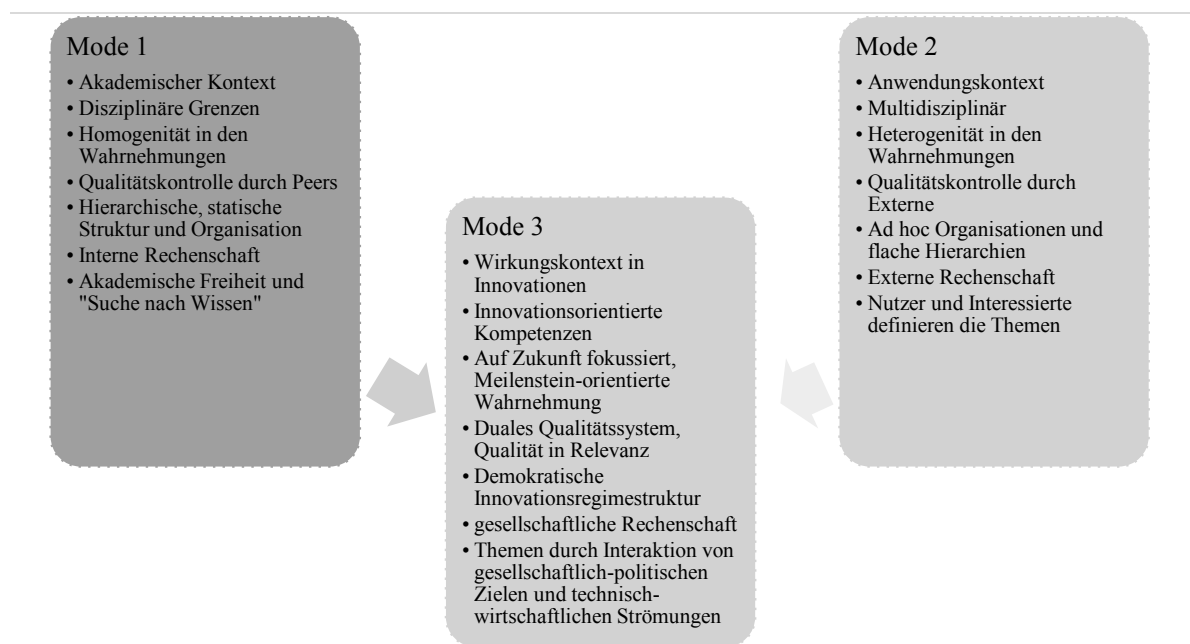 Mode 1
• Akademischer Kontext
• Disziplinäre Grenzen
• Homogenität in den
Wahrnehmungen
• Qualitätskontrolle durch Peers
• Hierarchische, statische
Struktur und Organisation
• Interne Rechenschaft
• Akademische Freiheit und
"Suche nach Wissen"
Mode 2
• Anwendungskontext
• Multidisziplinär
• Heterogenität in den
Wahrnehmungen
• Qualitätskontrolle durch
Externe
• Ad hoc Organisationen und
flache Hierarchien
• Externe Rechenschaft
• Nutzer und Interessierte
definieren die Themen
Mode 3
• Wirkungskontext in
Innovationen
• Innovationsorientierte
Kompetenzen
• Auf Zukunft fokussiert,
Meilenstein-orientierte
Wahrnehmung
• Duales Qualitätssystem,
Qualität in Relevanz
• Demokratische
Innovationsregimestruktur
• gesellschaftliche Rechenschaft
• Themen durch Interaktion von
gesellschaftlich-politischen
Zielen und technisch-
wirtschaftlichen Strömungen